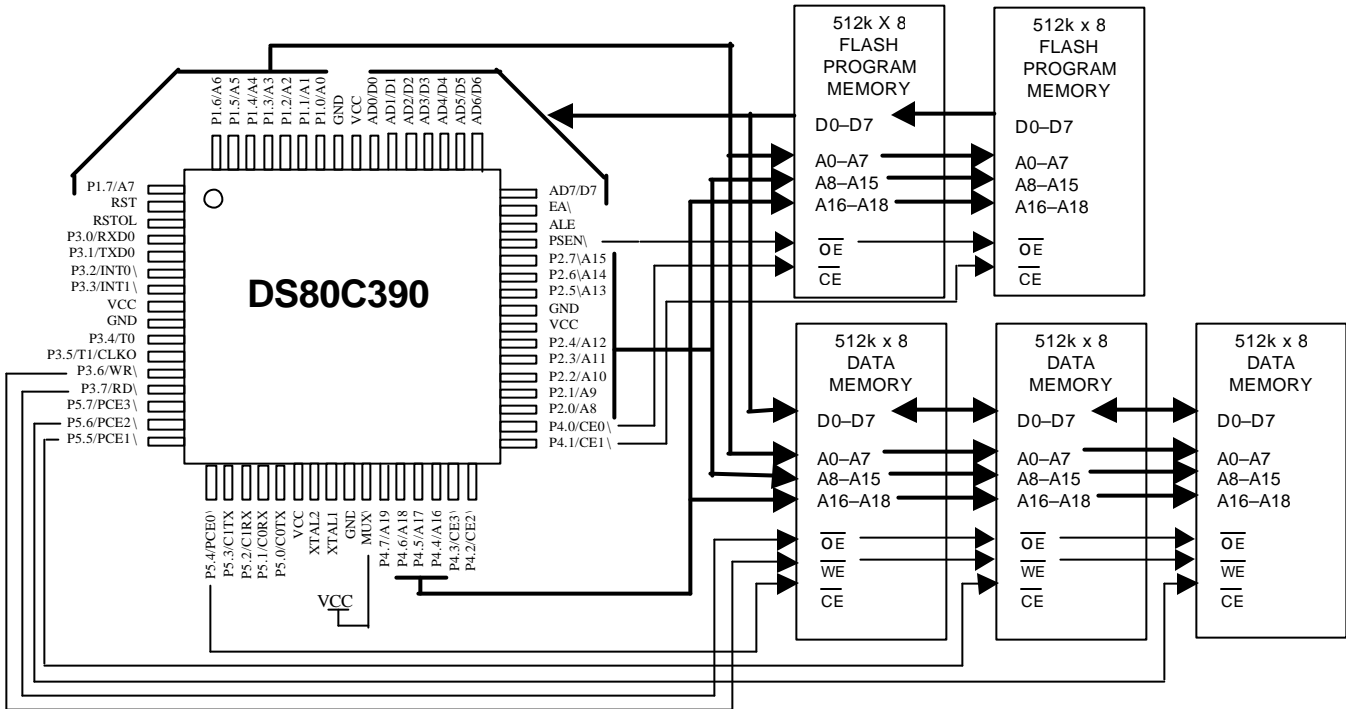 P1.6/A6
P1.5/A5
P1.4/A4
P1.3/A3
P1.2/A2
P1.1/A1
P1.0/A0
GND
VCC
AD0/D0
AD1/D1
AD2/D2
AD3/D3
AD4/D4
AD5/D5
AD6/D6
P1.7/A7
RST
RSTOL
P3.0/RXD0
P3.1/TXD0
P3.2/INT0\
P3.3/INT1\
VCC
GND
P3.4/T0
P3.5/T1/CLKO
P3.6/WR\
P3.7/RD\
P5.7/PCE3\
P5.6/PCE2\
P5.5/PCE1\
DS80C390
AD7/D7
EA\
ALE
PSEN\
P2.7\A15
P2.6\A14
P2.5\A13
GND
VCC
P2.4/A12
P2.3/A11
P2.2/A10
P2.1/A9
P2.0/A8
P4.0/CE0\
P4.1/CE1\
P5.4/PCE0\
P5.3/C1TX
P5.2/C1RX
P5.1/C0RX
P5.0/C0TX
VCC
XTAL2
XTAL1
GND
MUX\
P4.7/A19
P4.6/A18
P4.5/A17
P4.4/A16
P4.3/CE3\
P4.2/CE2\
VCC
512k X 8
FLASH
PROGRAM
MEMORY
D0–D7
A0–A7
A8–A15
A16–A18
OE
CE
512k x 8
FLASH
PROGRAM
MEMORY
D0–D7
A0–A7
A8–A15
A16–A18
OE
CE
512k x 8
DATA
MEMORY
D0–D7
A0–A7
A8–A15
A16–A18
OE
WE
CE
512k x 8
DATA
MEMORY
D0–D7
A0–A7
A8–A15
A16–A18
OE
WE
CE
512k x 8
DATA
MEMORY
D0–D7
A0–A7
A8–A15
A16–A18
OE
WE
CE